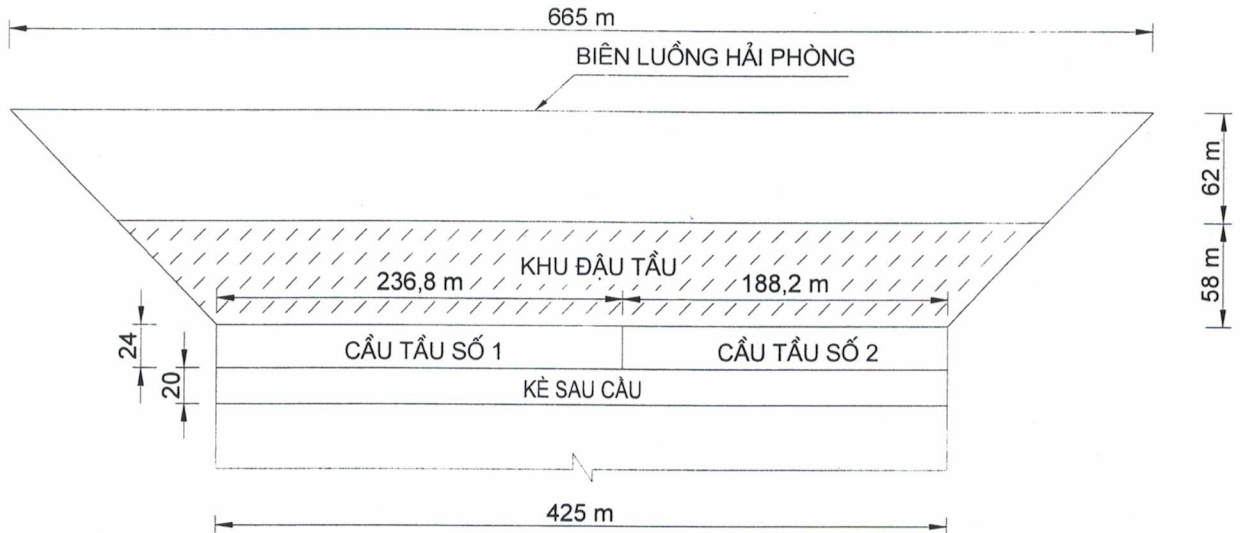 665 m
BIÊN LUỒNG HẢI PHÒNG
62 m
KHU ĐẬU TẦU
58 m
236,8 m
188,2 m
24
CẦU TẦU SỐ 1
CẦU TẦU SỐ 2
20
KÈ SAU CẦU
425 m